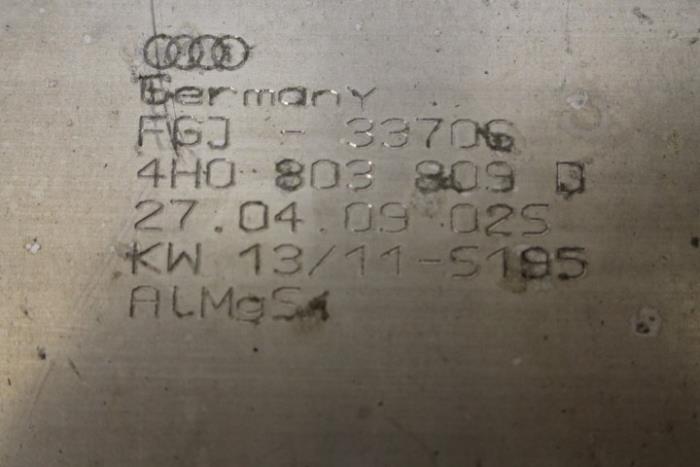 Germany
FGJ - 33706
4H0 803 809 D
27.04.09 02S
KW 13/11-S195
AlMgSi